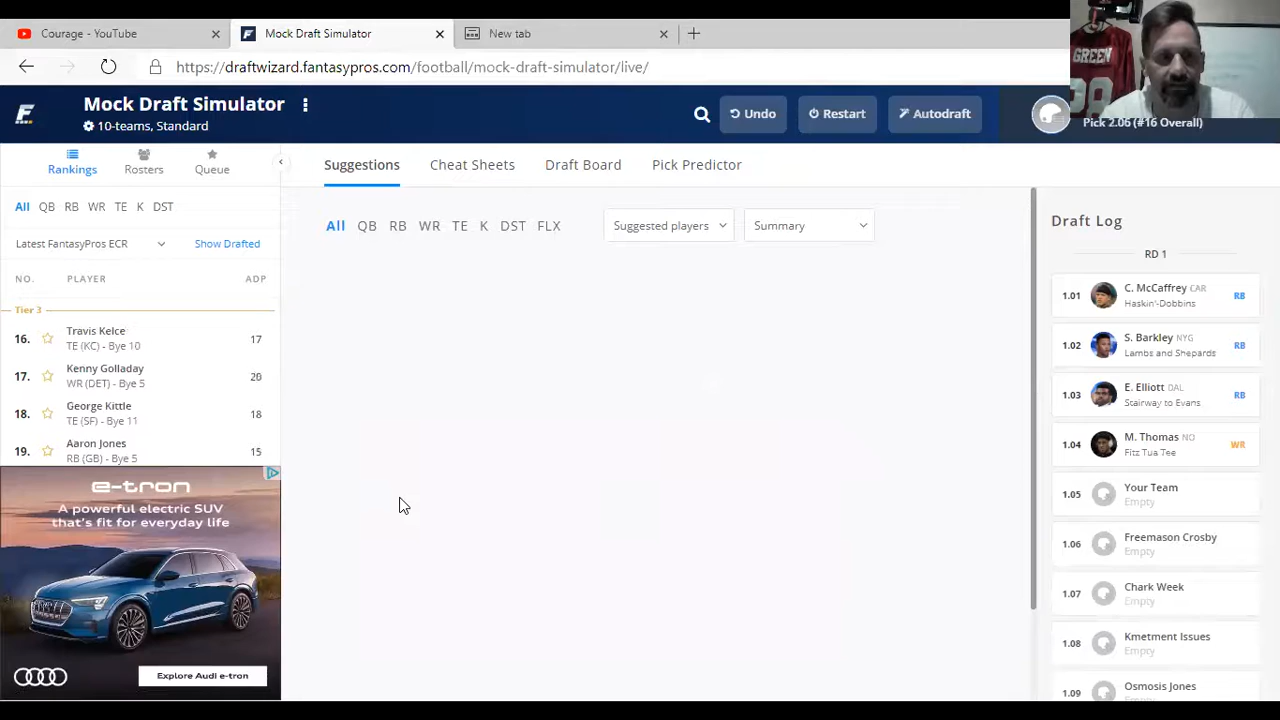 Courage - YouTube
Mock Draft Simulator
New tab
https://draftwizard.fantasypros.com/football/mock-draft-simulator/live/
GREEN
28
Mock Draft Simulator
10-teams, Standard
Undo
Restart
Autodraft
Pick 2.06 (#16 Overall)
Rankings
Rosters
Queue
Suggestions
Cheat Sheets
Draft Board
Pick Predictor
All QB RB WR TE K DST
All QB RB WR TE K DST FLX
Suggested players
Summary
Latest FantasyPros ECR
Show Drafted
NO. PLAYER ADP
Tier 3
16. Travis Kelce 17
TE (KC) - Bye 10
17. Kenny Golladay 20
WR (DET) - Bye 5
18. George Kittle 18
TE (SF) - Bye 11
19. Aaron Jones 15
RB (GB) - Bye 5
e-tron
A powerful electric SUV
that's fit for everyday life
Explore Audi e-tron
Draft Log
RD 1
1.01 C. McCaffrey CAR RB
Haskin'-Dobbins
1.02 S. Barkley NYG RB
Lambs and Shepards
1.03 E. Elliott DAL RB
Stairway to Evans
1.04 M. Thomas NO WR
Fitz Tua Tee
1.05 Your Team
Empty
1.06 Freemason Crosby
Empty
1.07 Chark Week
Empty
1.08 Kmetment Issues
Empty
1.09 Osmosis Jones